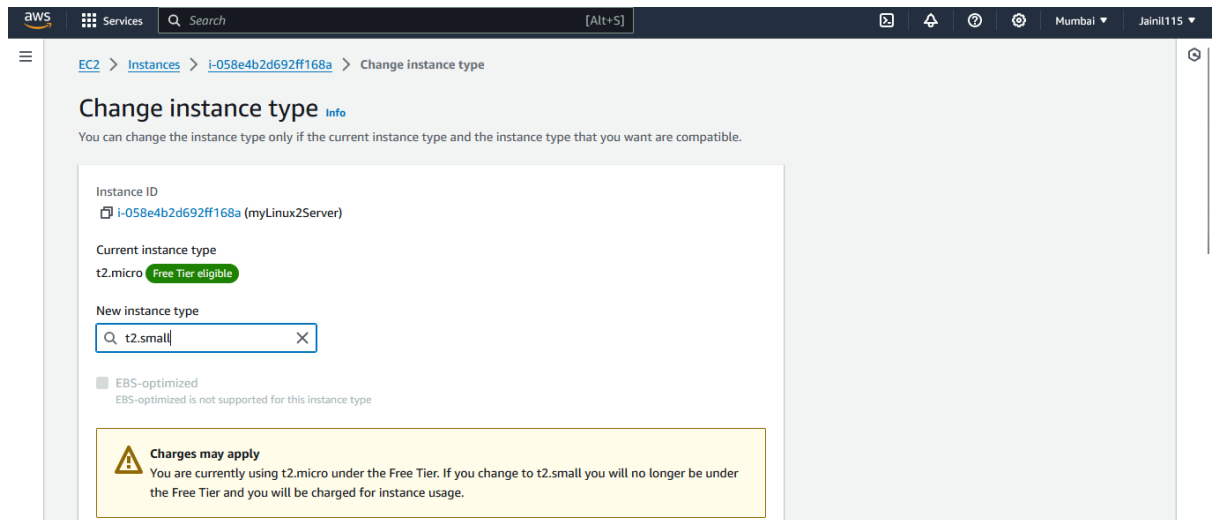 aws Services Search [Alt+S] Mumbai Jainil115
EC2 > Instances > i-058e4b2d692ff168a > Change instance type
Change instance type Info
You can change the instance type only if the current instance type and the instance type that you want are compatible.
Instance ID
i-058e4b2d692ff168a (myLinux2Server)
Current instance type
t2.micro Free Tier eligible
New instance type
t2.small
EBS-optimized
EBS-optimized is not supported for this instance type
Charges may apply
You are currently using t2.micro under the Free Tier. If you change to t2.small you will no longer be under
the Free Tier and you will be charged for instance usage.